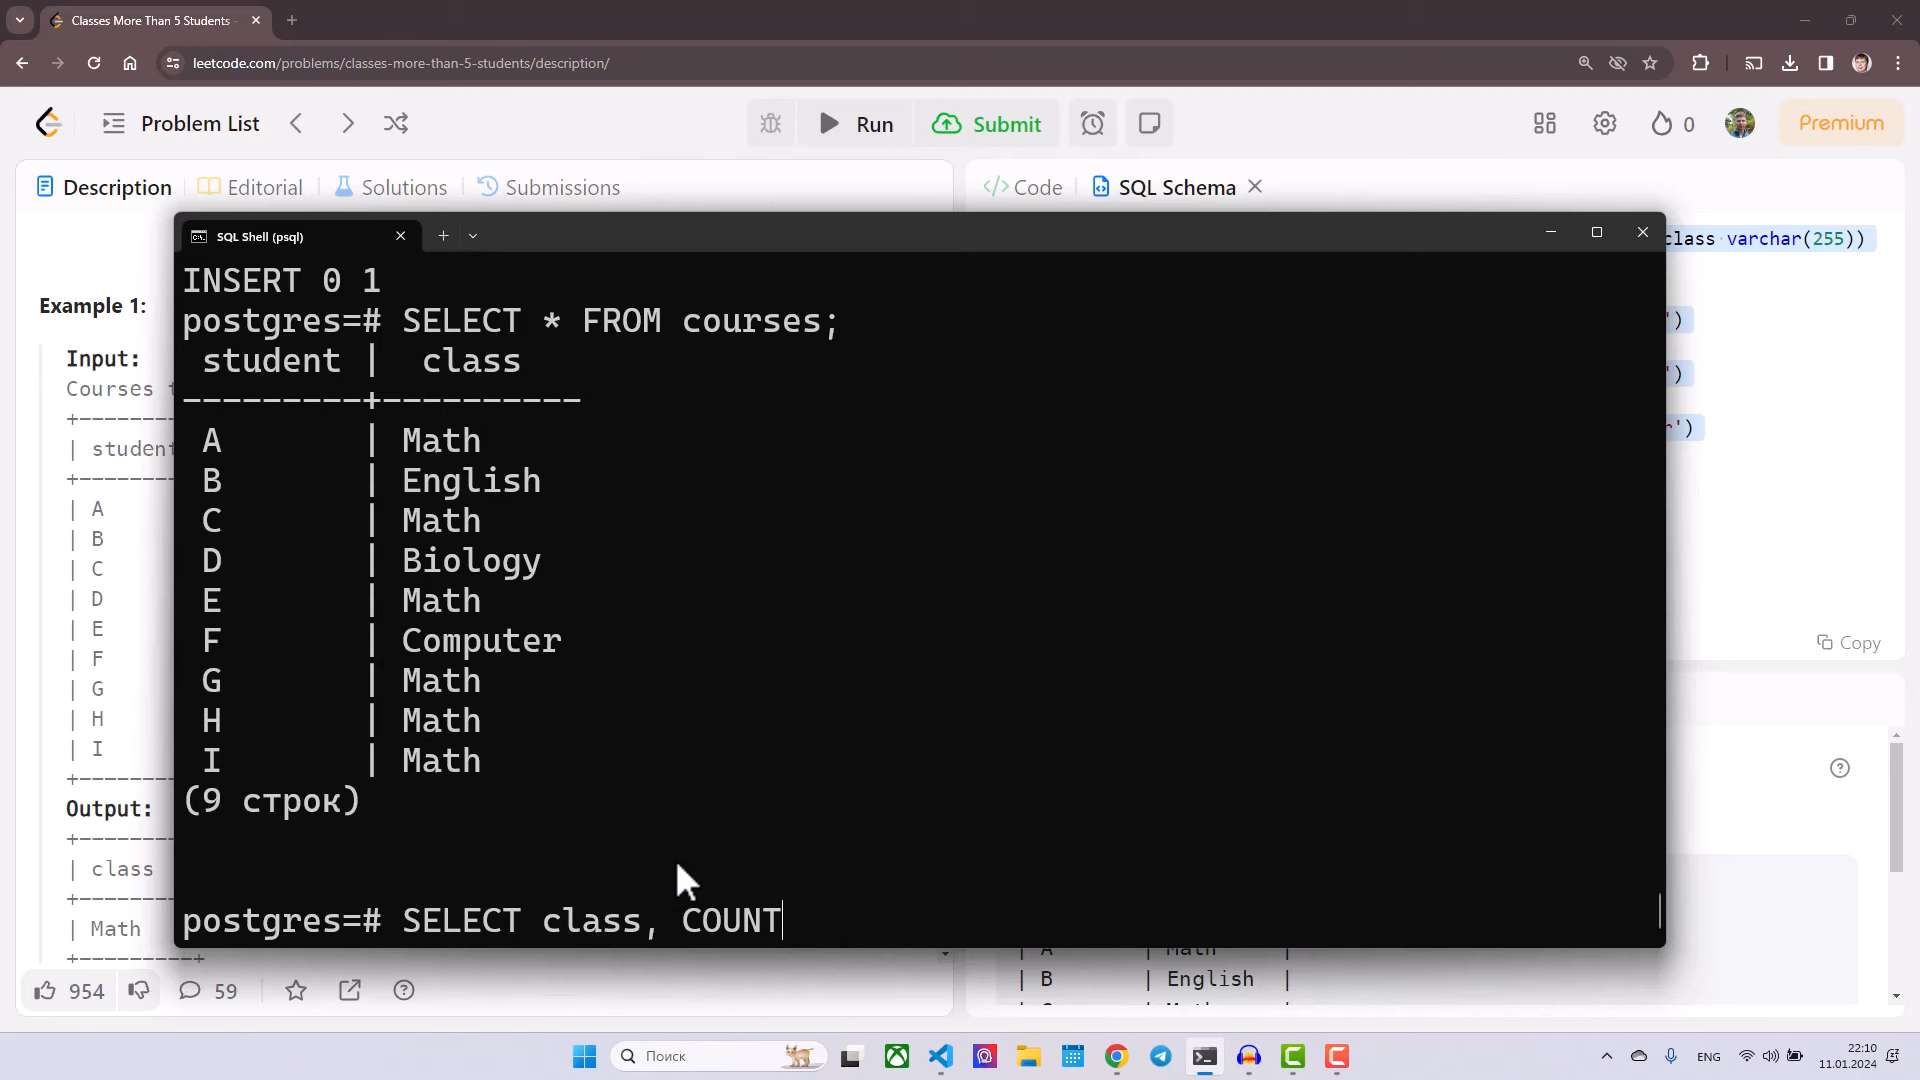 Classes More Than 5 Students
leetcode.com/problems/classes-more-than-5-students/description/
Problem List
Run
Submit
0
Premium
Description
Editorial
Solutions
Submissions
Code
SQL Schema
class varchar(255))
')
')
r')
Copy
Example 1:
Input:
Courses
+--------
| student
+--------
| A
| B
| C
| D
| E
| F
| G
| H
| I
+--------
Output:
+--------
| class
+--------
| Math
+---------+
954
59
SQL Shell (psql)
INSERT 0 1
postgres=# SELECT * FROM courses;
student | class
---------+----------
A | Math
B | English
C | Math
D | Biology
E | Math
F | Computer
G | Math
H | Math
I | Math
(9 строк)
postgres=# SELECT class, COUNT
| A | Math |
| B | English |
Поиск
ENG
22:10
11.01.2024